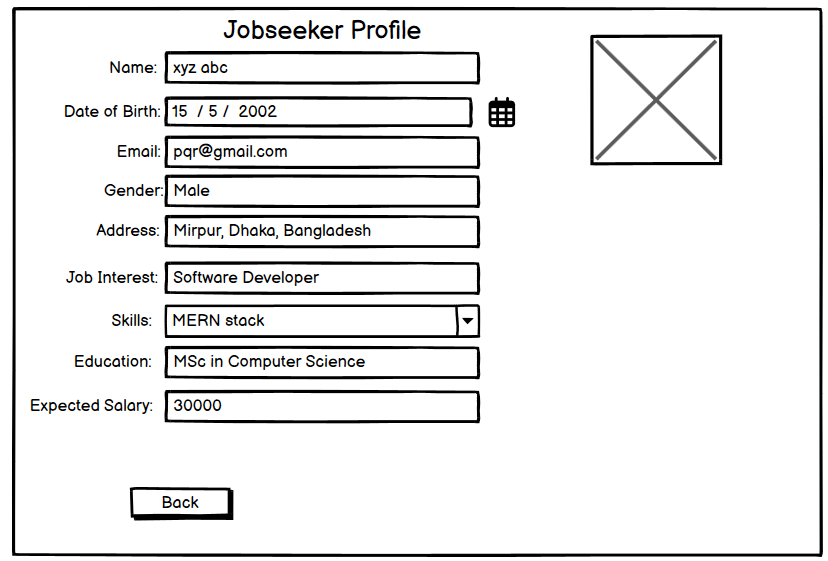 Jobseeker Profile
Name: xyz abc
Date of Birth: 15 / 5 / 2002
Email: pqr@gmail.com
Gender: Male
Address: Mirpur, Dhaka, Bangladesh
Job Interest: Software Developer
Skills: MERN stack
Education: MSc in Computer Science
Expected Salary: 30000
Back